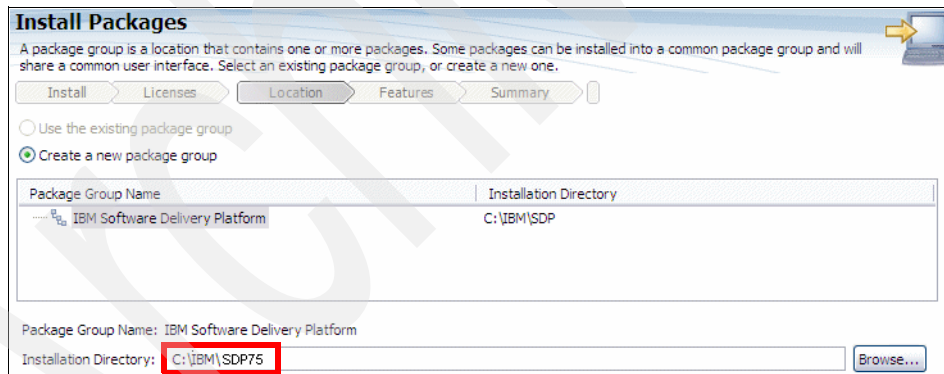 Install Packages
A package group is a location that contains one or more packages. Some packages can be installed into a common package group and will
share a common user interface. Select an existing package group, or create a new one.
Install Licenses Location Features Summary
Use the existing package group
Create a new package group
Package Group Name Installation Directory
IBM Software Delivery Platform C:\IBM\SDP
Package Group Name: IBM Software Delivery Platform
Installation Directory: C:\IBM\SDP75 Browse...